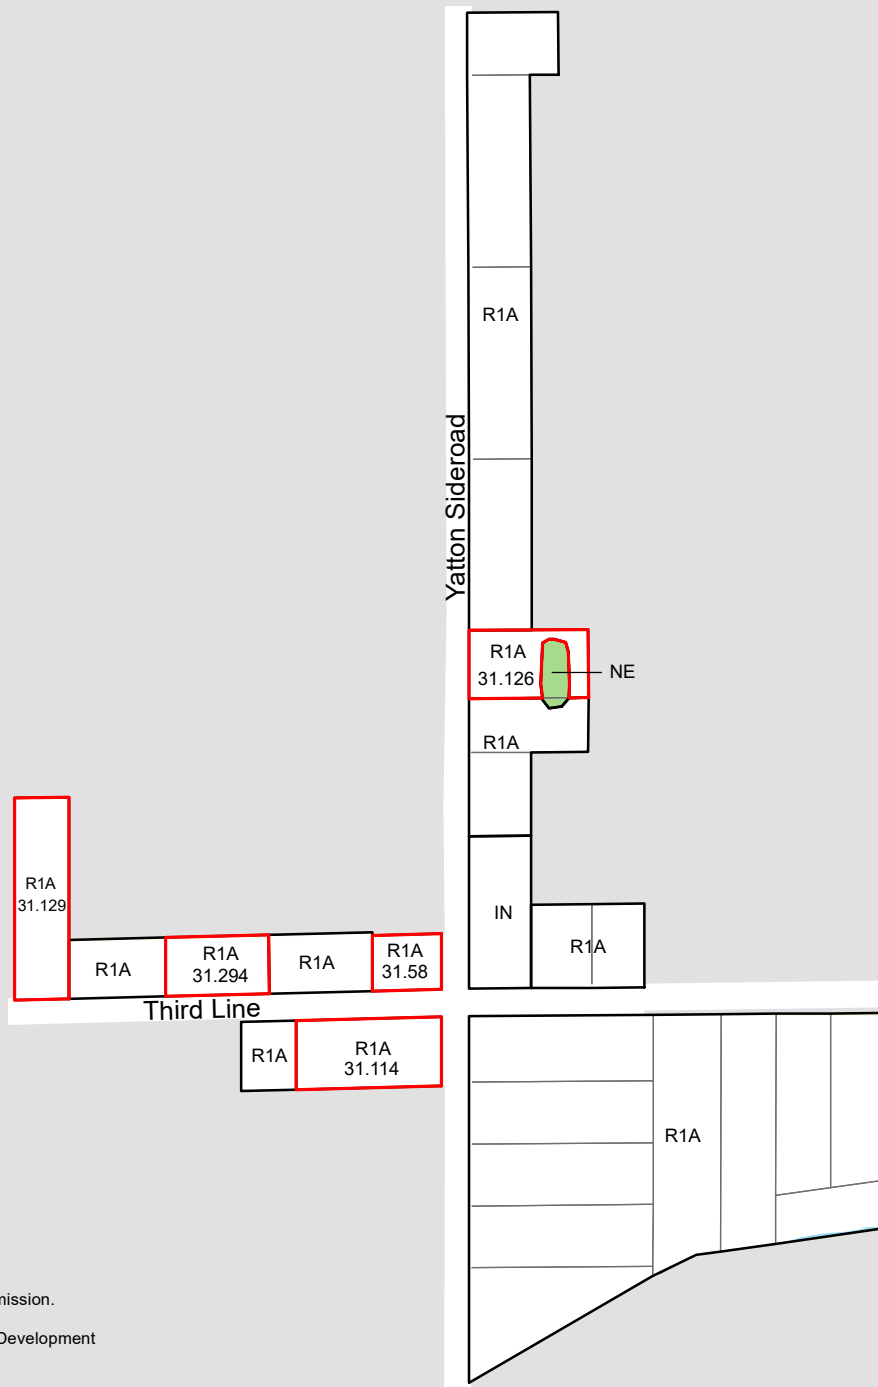 R1A
Yatton Sideroad
R1A
31.126
NE
R1A
R1A
31.129
IN
R1A
R1A
R1A
31.294
R1A
R1A
31.58
Third Line
R1A
R1A
31.114
R1A
mission.
Development